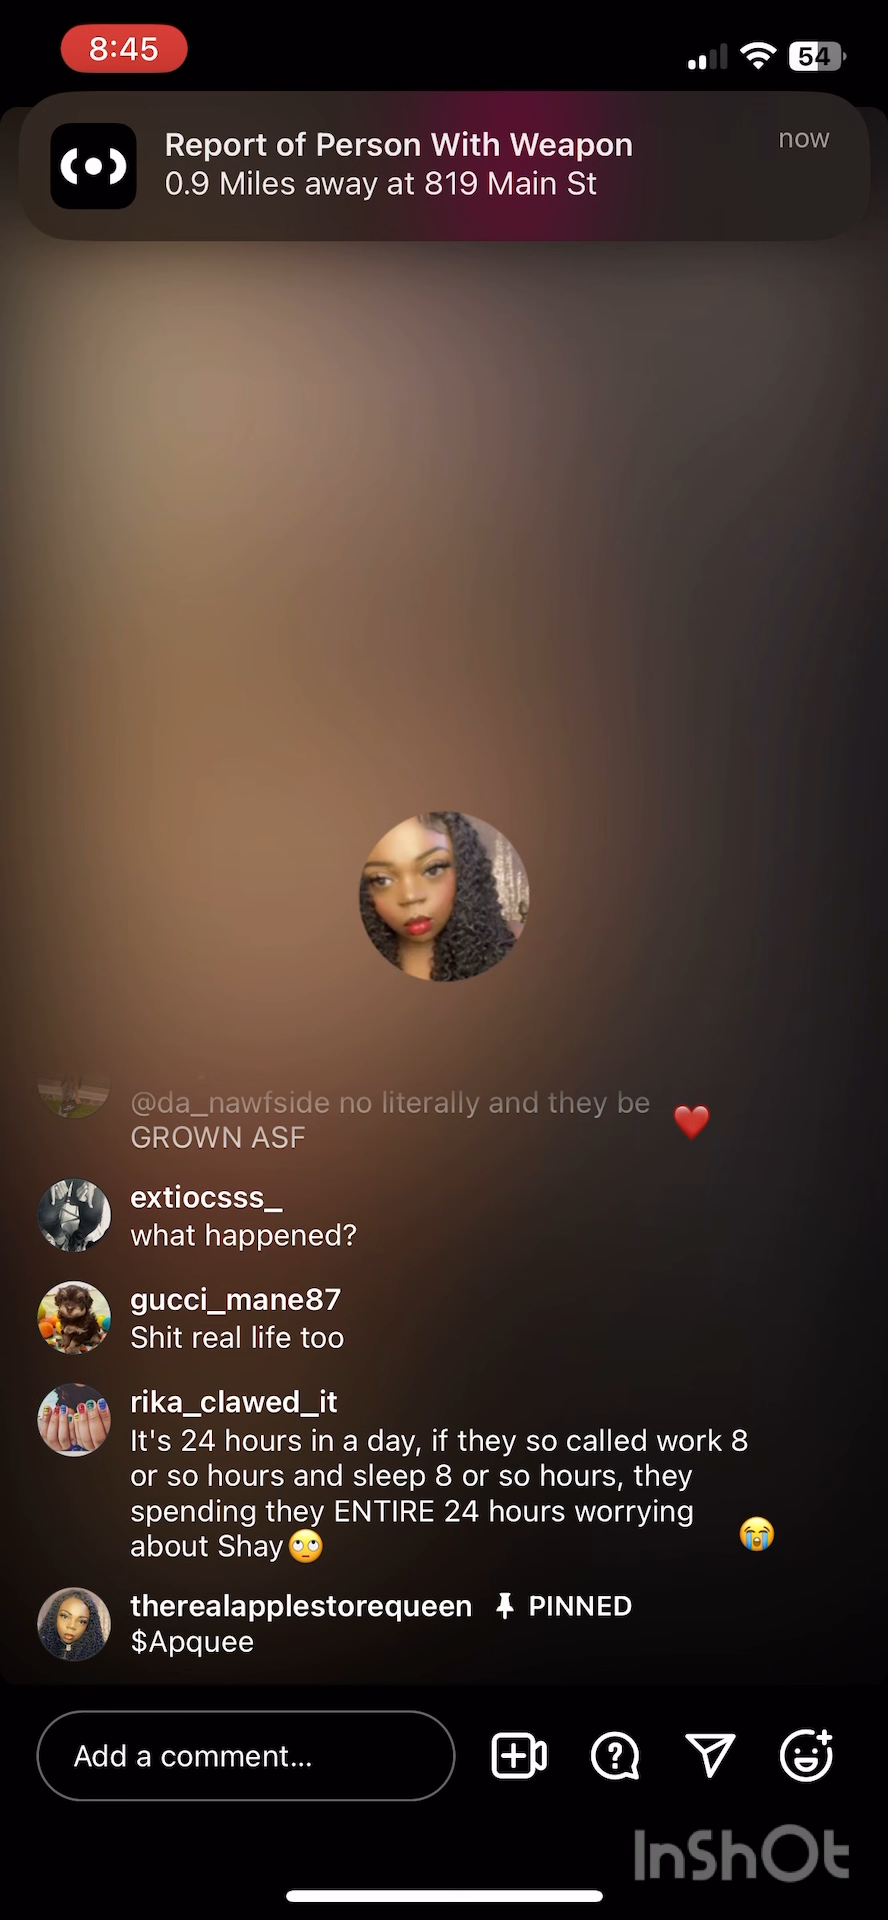 8:45
54
Report of Person With Weapon
now
0.9 Miles away at 819 Main St
@da_nawfside no literally and they be
GROWN ASF
extiocsss_
what happened?
gucci_mane87
Shit real life too
rika_clawed_it
It's 24 hours in a day, if they so called work 8
or so hours and sleep 8 or so hours, they
spending they ENTIRE 24 hours worrying
about Shay🙄
therealapplestorequeen PINNED
$Apquee
Add a comment...
InShOt